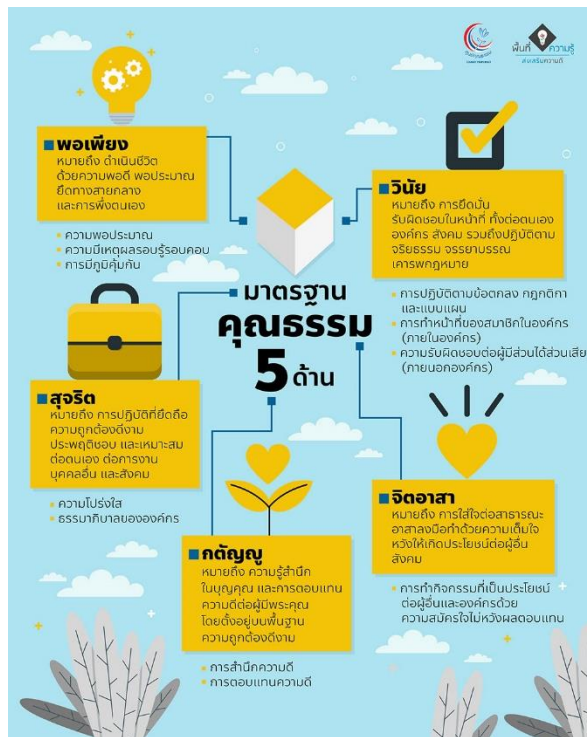 พื้นที่ ความรู้
ส่งเสริมความดี
พอเพียง
หมายถึง ดำเนินชีวิต
ด้วยความพอดี พอประมาณ
ยึดทางสายกลาง
และการพึ่งตนเอง
• ความพอประมาณ
• ความมีเหตุผลรอบรู้รอบคอบ
• การมีภูมิคุ้มกัน
วินัย
หมายถึง การยึดมั่น
รับผิดชอบในหน้าที่ ทั้งต่อตนเอง
องค์กร สังคม รวมถึงปฏิบัติตาม
จริยธรรม จรรยาบรรณ
เคารพกฎหมาย
• การปฏิบัติตามข้อตกลง กฎกติกา
และแบบแผน
• การทำหน้าที่ของสมาชิกในองค์กร
(ภายในองค์กร)
• ความรับผิดชอบต่อผู้มีส่วนได้ส่วนเสีย
(ภายนอกองค์กร)
มาตรฐาน
คุณธรรม
5 ด้าน
สุจริต
หมายถึง การปฏิบัติที่ยึดถือ
ความถูกต้องดีงาม
ประพฤติชอบ และเหมาะสม
ต่อตนเอง ต่อการงาน
บุคคลอื่น และสังคม
• ความโปร่งใส
• ธรรมาภิบาลขององค์กร
จิตอาสา
หมายถึง การใส่ใจต่อสาธารณะ
อาสาลงมือทำด้วยความเต็มใจ
หวังให้เกิดประโยชน์ต่อผู้อื่น
สังคม
• การทำกิจกรรมที่เป็นประโยชน์
ต่อผู้อื่นและองค์กรด้วย
ความสมัครใจไม่หวังผลตอบแทน
กตัญญู
หมายถึง ความรู้สำนึก
ในบุญคุณ และการตอบแทน
ความดีต่อผู้มีพระคุณ
โดยตั้งอยู่บนพื้นฐาน
ความถูกต้องดีงาม
• การสำนึกความดี
• การตอบแทนความดี